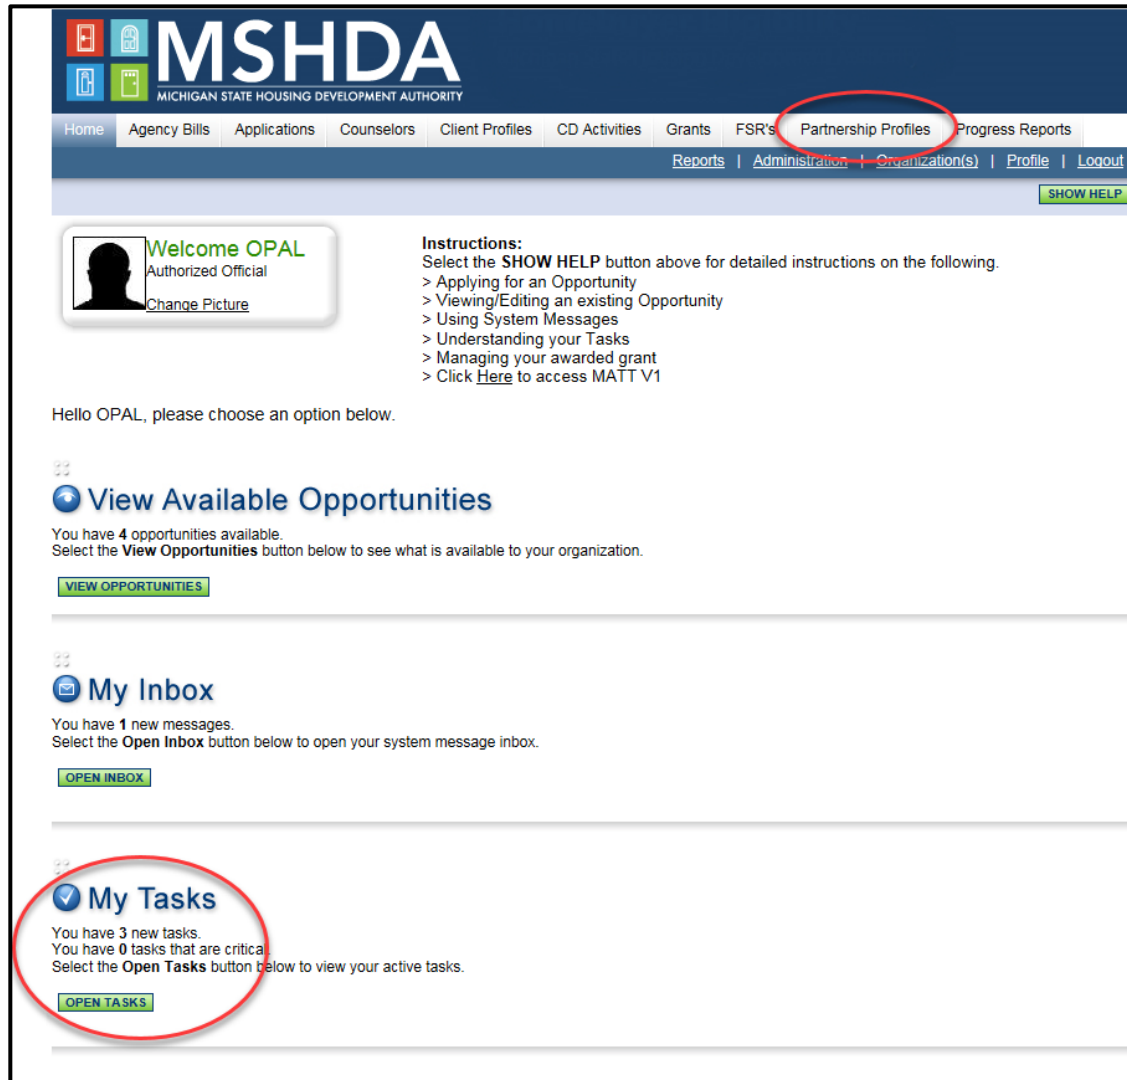 MSHDA
MICHIGAN STATE HOUSING DEVELOPMENT AUTHORITY
Home Agency Bills Applications Counselors Client Profiles CD Activities Grants FSR's Partnership Profiles Progress Reports
Reports | Administration | Organization(s) | Profile | Logout
SHOW HELP
Welcome OPAL
Authorized Official
Change Picture
Instructions:
Select the SHOW HELP button above for detailed instructions on the following.
> Applying for an Opportunity
> Viewing/Editing an existing Opportunity
> Using System Messages
> Understanding your Tasks
> Managing your awarded grant
> Click Here to access MATT V1
Hello OPAL, please choose an option below.
View Available Opportunities
You have 4 opportunities available.
Select the View Opportunities button below to see what is available to your organization.
VIEW OPPORTUNITIES
My Inbox
You have 1 new messages.
Select the Open Inbox button below to open your system message inbox.
OPEN INBOX
My Tasks
You have 3 new tasks.
You have 0 tasks that are critical.
Select the Open Tasks button below to view your active tasks.
OPEN TASKS